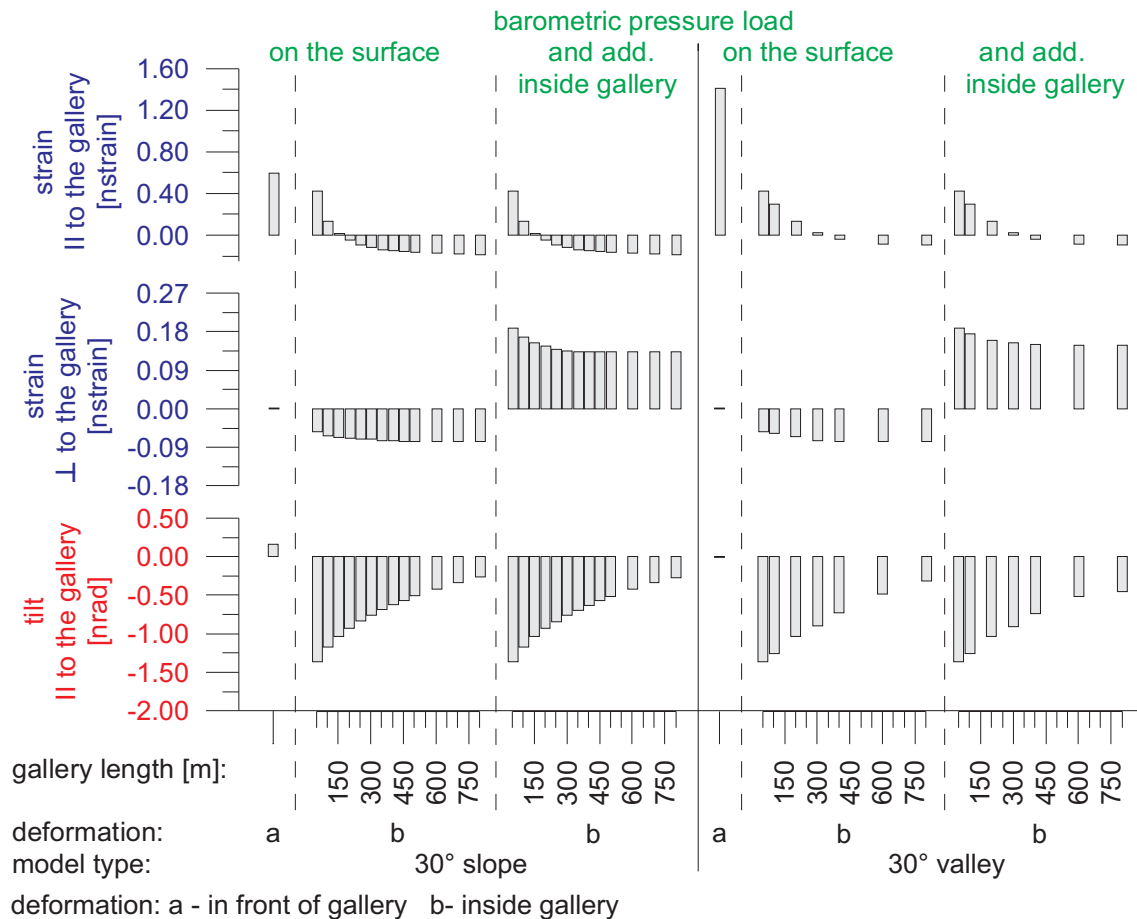 barometric pressure load
on the surface
and add.
inside gallery
on the surface
and add.
inside gallery
strain
II to the gallery
[nstrain]
1.60
1.20
0.80
0.40
0.00
strain
⊥ to the gallery
[nstrain]
0.27
0.18
0.09
0.00
-0.09
-0.18
tilt
II to the gallery
[nrad]
0.50
0.00
-0.50
-1.00
-1.50
-2.00
gallery length [m]: 150 300 450 600 750 150 300 450 600 750 150 300 450 600 750 150 300 450 600 750
deformation: a b b a b b
model type: 30° slope 30° valley
deformation: a - in front of gallery b- inside gallery